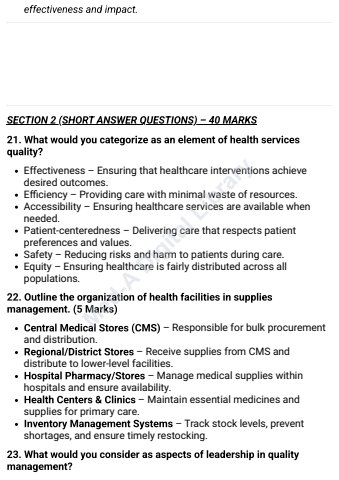 effectiveness and impact.
SECTION 2 (SHORT ANSWER QUESTIONS) – 40 MARKS
21. What would you categorize as an element of health services
quality?
• Effectiveness – Ensuring that healthcare interventions achieve
desired outcomes.
• Efficiency – Providing care with minimal waste of resources.
• Accessibility – Ensuring healthcare services are available when
needed.
• Patient-centeredness – Delivering care that respects patient
preferences and values.
• Safety – Reducing risks and harm to patients during care.
• Equity – Ensuring healthcare is fairly distributed across all
populations.
22. Outline the organization of health facilities in supplies
management. (5 Marks)
• Central Medical Stores (CMS) – Responsible for bulk procurement
and distribution.
• Regional/District Stores – Receive supplies from CMS and
distribute to lower-level facilities.
• Hospital Pharmacy/Stores – Manage medical supplies within
hospitals and ensure availability.
• Health Centers & Clinics – Maintain essential medicines and
supplies for primary care.
• Inventory Management Systems – Track stock levels, prevent
shortages, and ensure timely restocking.
23. What would you consider as aspects of leadership in quality
management?